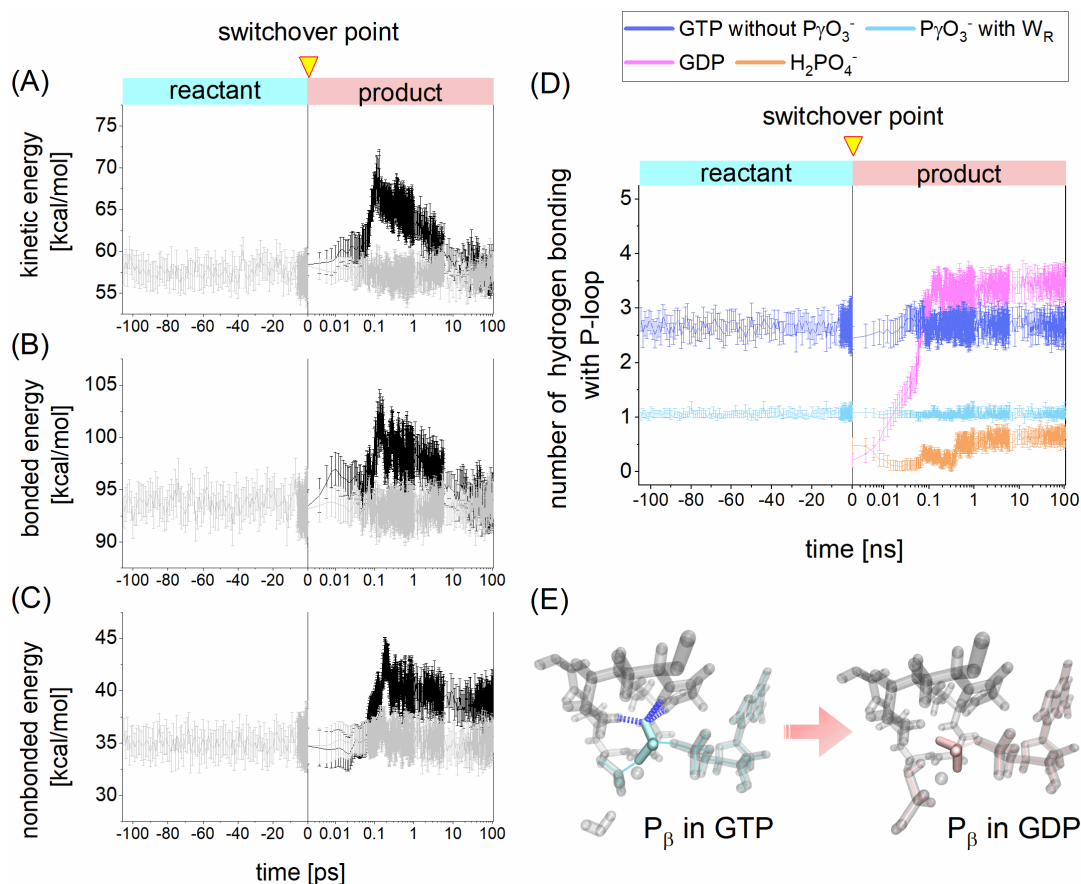 switchover point
(A)
reactant
product
kinetic energy
[kcal/mol]
75
70
65
60
55
-100 -80 -60 -40 -20 0 0.01 0.1 1 10 100
(B)
bonded energy
[kcal/mol]
105
100
95
90
-100 -80 -60 -40 -20 0 0.01 0.1 1 10 100
(C)
nonbonded energy
[kcal/mol]
45
40
35
30
-100 -80 -60 -40 -20 0 0.01 0.1 1 10 100
time [ps]
GTP without PγO₃⁻ PγO₃⁻ with W_R
GDP H₂PO₄⁻
(D)
switchover point
reactant
product
number of hydrogen bonding
with P-loop
5
4
3
2
1
0
-100 -80 -60 -40 -20 0 0.01 0.1 1 10 100
time [ns]
(E)
Pᵦ in GTP
Pᵦ in GDP